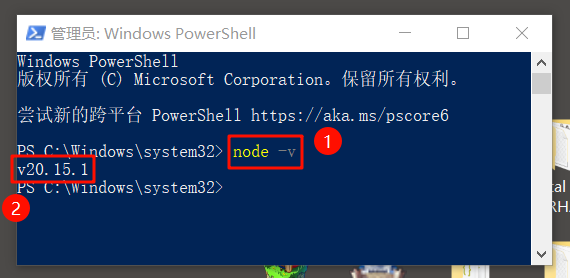 管理员: Windows PowerShell
Windows PowerShell
版权所有 (C) Microsoft Corporation。保留所有权利。
尝试新的跨平台 PowerShell https://aka.ms/pscore6
PS C:\Windows\system32> node -v
1
v20.15.1
PS C:\Windows\system32>
2
tal
RH